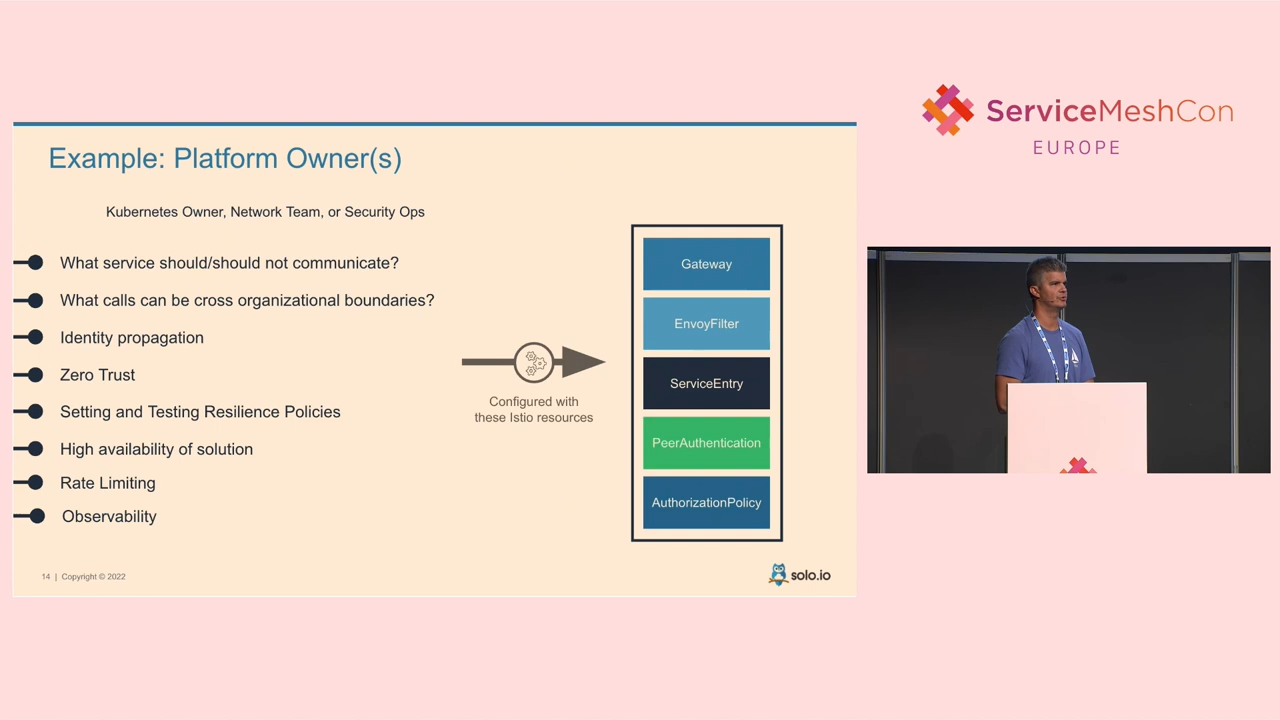 ServiceMeshCon
EUROPE
Example: Platform Owner(s)
Kubernetes Owner, Network Team, or Security Ops
What service should/should not communicate?
What calls can be cross organizational boundaries?
Identity propagation
Zero Trust
Setting and Testing Resilience Policies
High availability of solution
Rate Limiting
Observability
Configured with
these Istio resources
Gateway
EnvoyFilter
ServiceEntry
PeerAuthentication
AuthorizationPolicy
14 | Copyright © 2022
solo.io